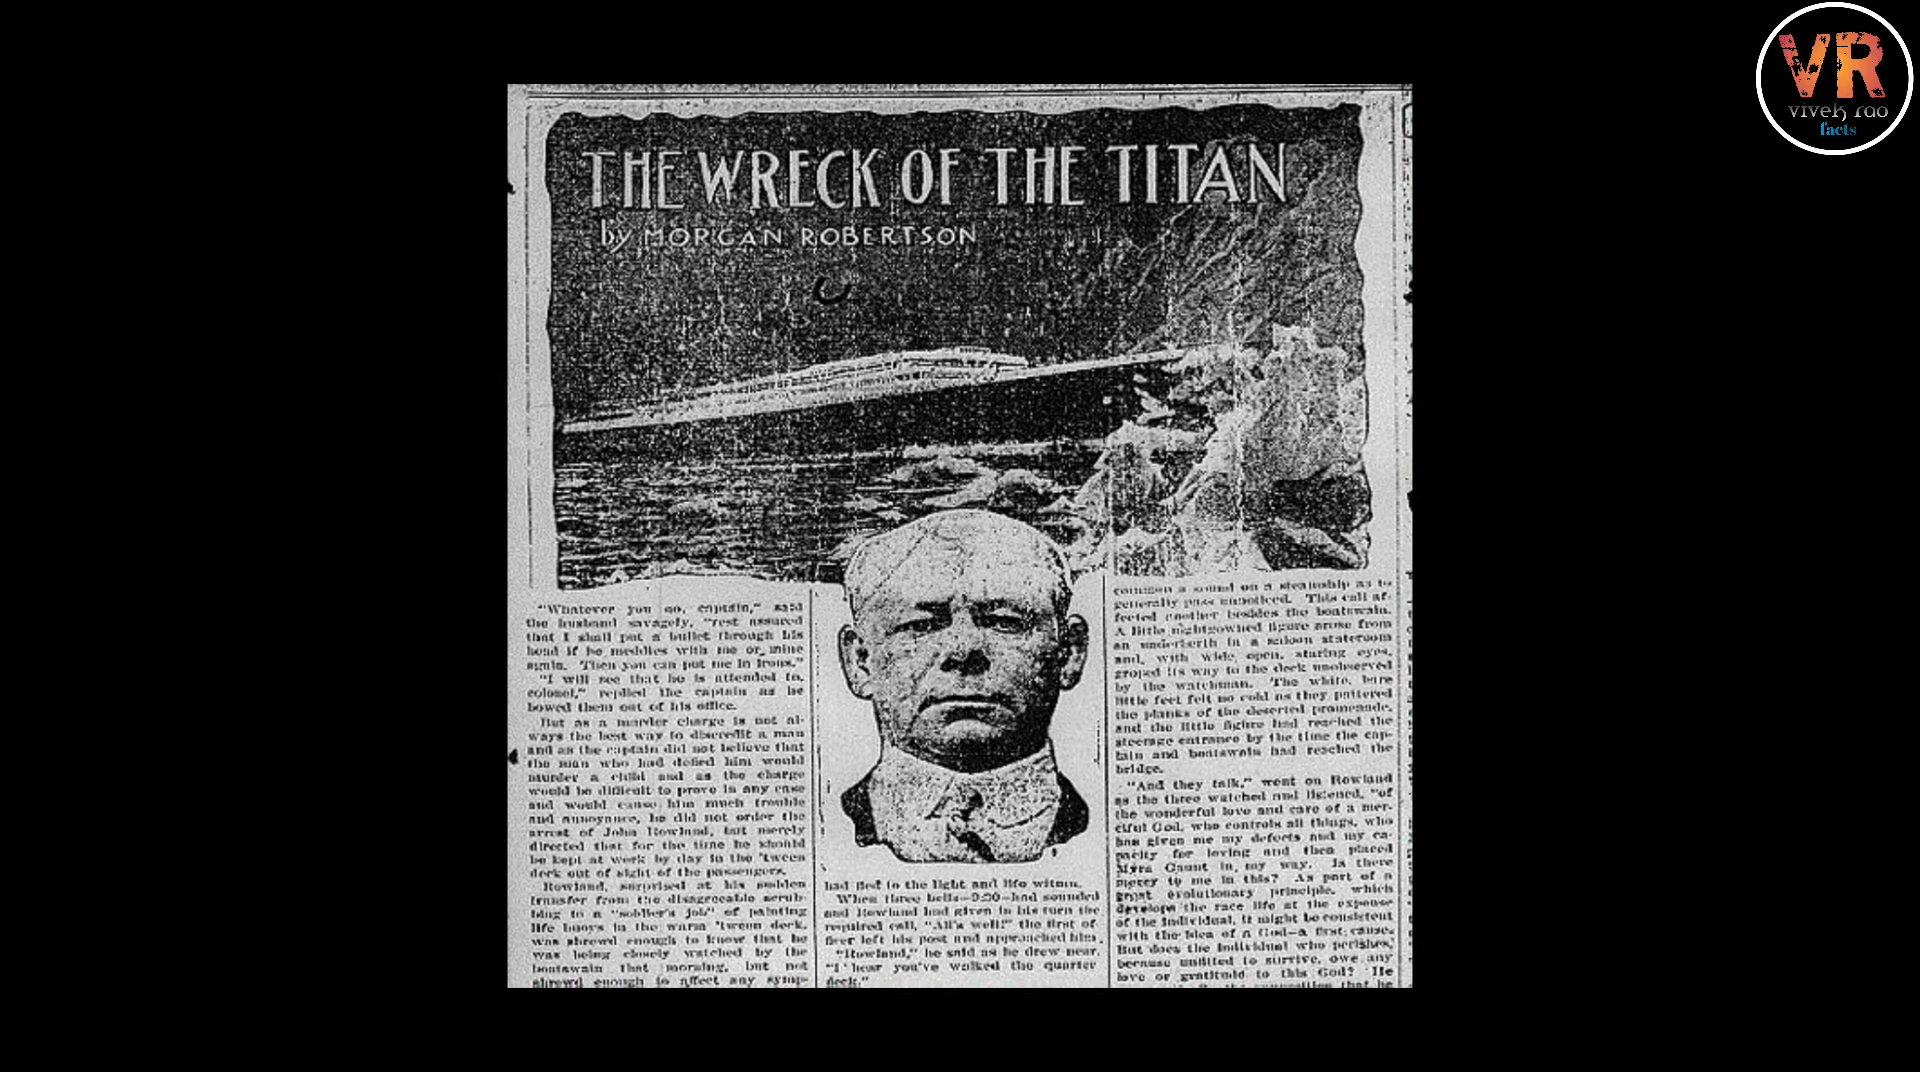 VR
vivek rao
facts
THE WRECK OF THE TITAN
by MORGAN ROBERTSON
"Whatever you do, captain," said
the husband savagely, "rest assured
that I shall put a bullet through his
head if he meddles with me or mine
again. Then you can put me in irons."
"I will see that he is attended to,
colonel," replied the captain as he
bowed them out of his office.
But as a murder charge is not al-
ways the best way to discredit a man
and as the captain did not believe that
the man who had defied him would
murder a child and as the charge
would be difficult to prove in any case
and would cause him much trouble
and annoyance, he did not order the
arrest of John Rowland, but merely
directed that for the time he should
be kept at work by day in the 'tween
deck out of sight of the passengers.
Rowland, surprised at his sudden
transfer from the disagreeable scrub-
bing to a "soldier's job" of painting
life buoys in the warm 'tween deck,
was shrewd enough to know that he
was being closely watched by the
boatswain that morning, but not
shrewd enough to affect any symp-
had fled to the light and life within.
When three bells—9:30—had sounded
and Rowland had given in his turn the
required call, "All's well!" the first of-
ficer left his post and approached him.
"Rowland," he said as he drew near,
"I hear you've walked the quarter
deck."
common a sound on a steamship as to
generally pass unnoticed. This call af-
fected another besides the boatswain.
A little nightgowned figure arose from
an underberth in a saloon stateroom
and, with wide, open, staring eyes,
groped its way to the deck unobserved
by the watchman. The white, bare
little feet felt no cold as they pattered
the planks of the deserted promenade,
and the little figure had reached the
steerage entrance by the time the cap-
tain and boatswain had reached the
bridge.
"And they talk," went on Rowland
as the three watched and listened, "of
the wonderful love and care of a mer-
ciful God, who controls all things, who
has given me my defects and my ca-
pacity for loving and then placed
Myra Gaunt in my way. Is there
mercy to me in this? As part of a
great evolutionary principle, which
develops the race life at the expense
of the individual, it might be consistent
with the idea of a God—a first cause.
But does the individual who perishes,
because unfitted to survive, owe any
love or gratitude to this God? He
that he